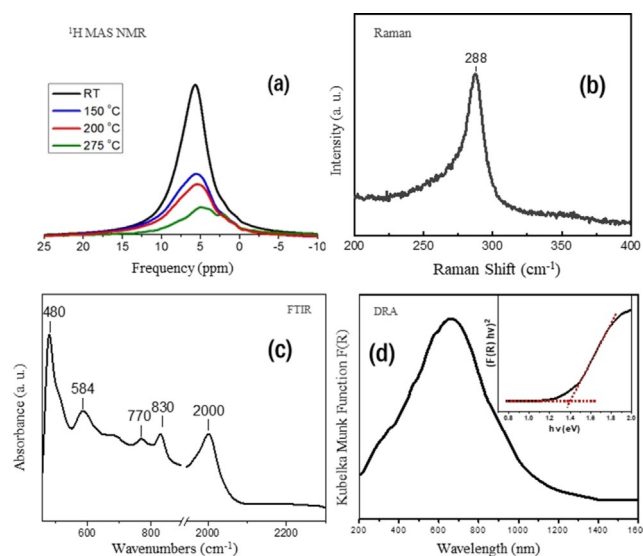 ¹H MAS NMR
(a)
RT
150 °C
200 °C
275 °C
25 20 15 10 5 0 -5 -10
Frequency (ppm)
Raman
288
(b)
Intensity (a. u.)
200 250 300 350 400
Raman Shift (cm⁻¹)
480
FTIR
584
770
830
2000
(c)
Absorbance (a. u.)
600 800 2000 2200
Wavenumbers (cm⁻¹)
DRA
(d)
Kubelka Munk Function F(R)
200 400 600 800 1000 1200 1400 160
Wavelength (nm)
(F(R) hν)²
0.8 1.0 1.2 1.4 1.6 1.8 2.0
hν (eV)